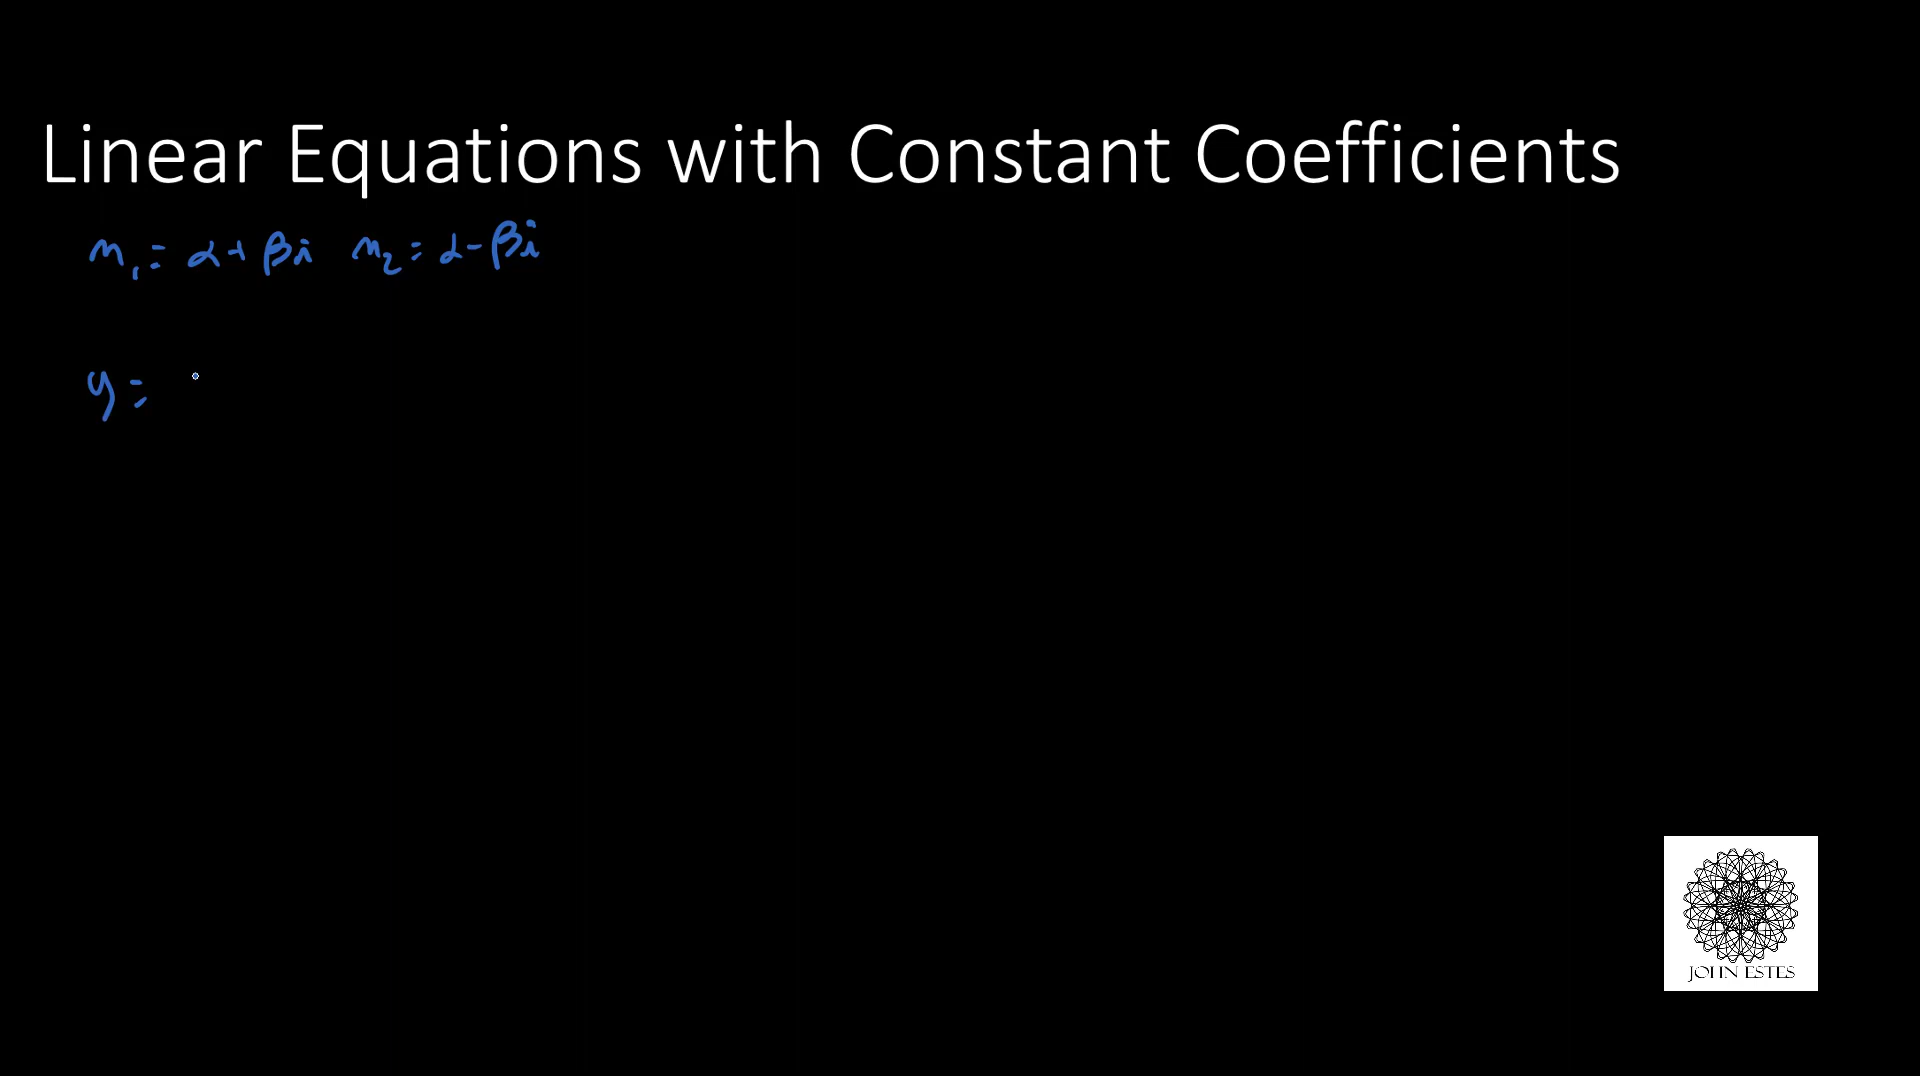 Linear Equations with Constant Coefficients
m₁ = α + βi m₂ = α - βi
y =
JOHN ESTES